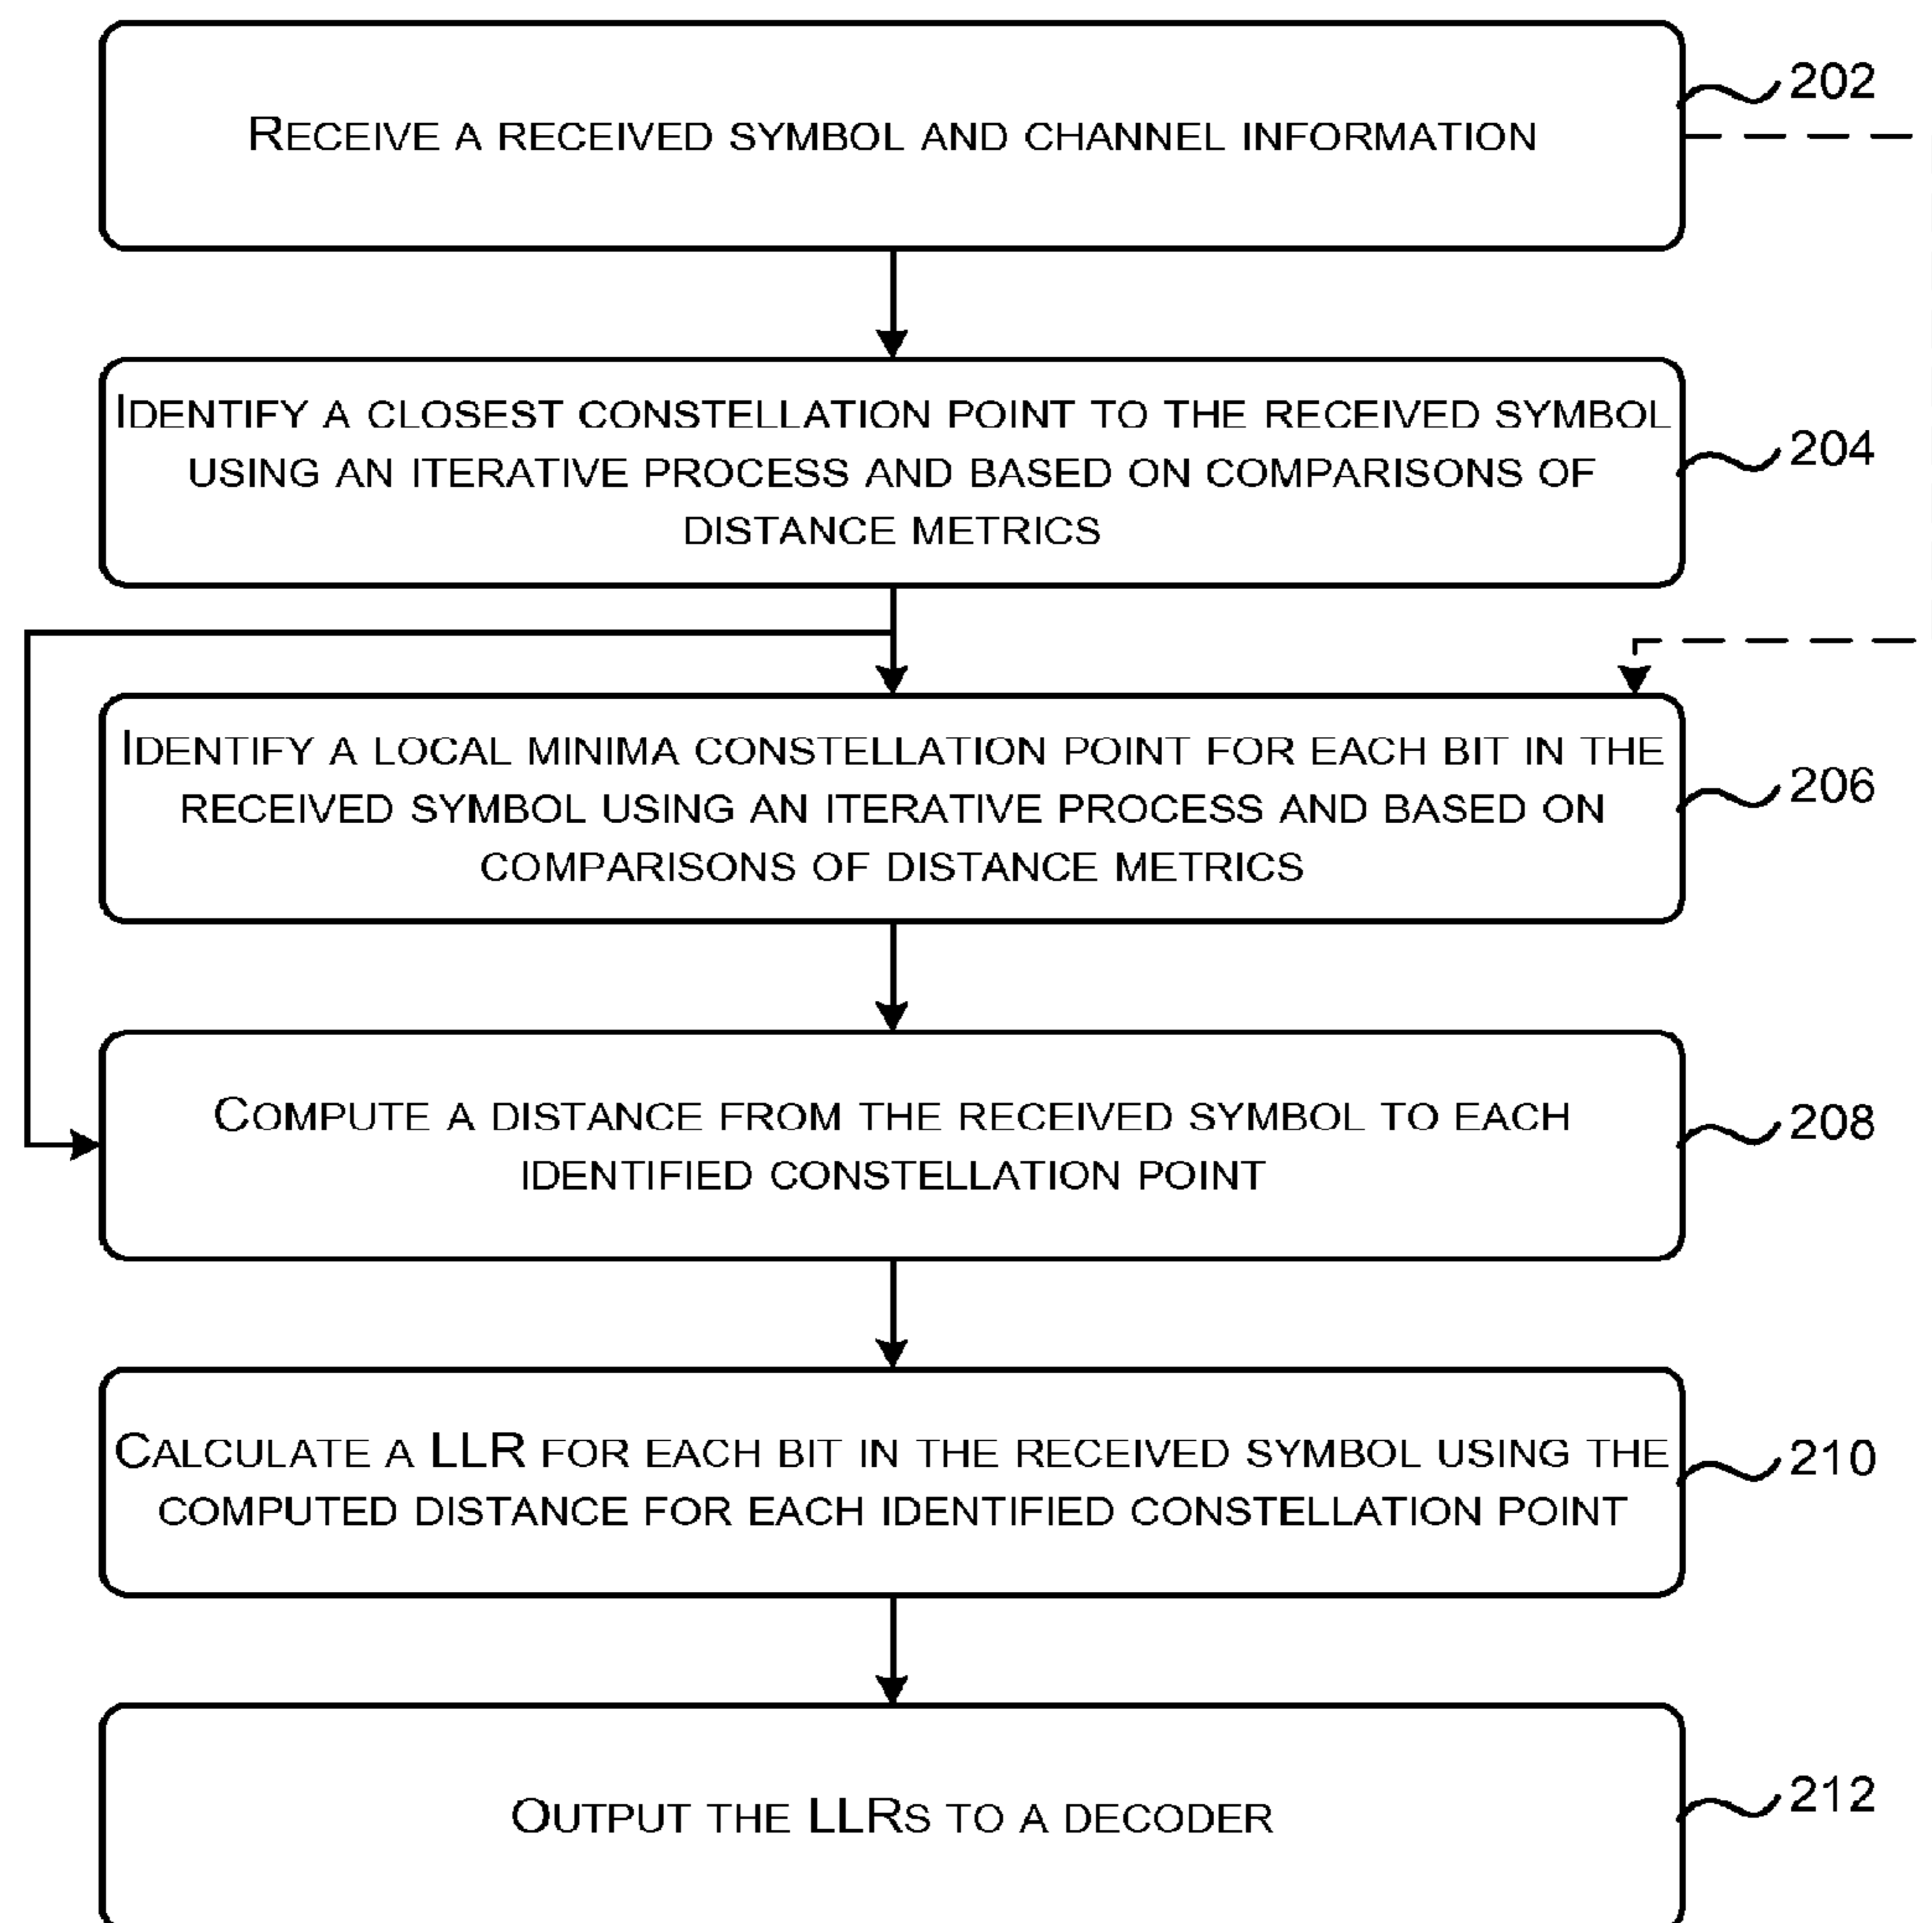 RECEIVE A RECEIVED SYMBOL AND CHANNEL INFORMATION
202
IDENTIFY A CLOSEST CONSTELLATION POINT TO THE RECEIVED SYMBOL
USING AN ITERATIVE PROCESS AND BASED ON COMPARISONS OF
DISTANCE METRICS
204
IDENTIFY A LOCAL MINIMA CONSTELLATION POINT FOR EACH BIT IN THE
RECEIVED SYMBOL USING AN ITERATIVE PROCESS AND BASED ON
COMPARISONS OF DISTANCE METRICS
206
COMPUTE A DISTANCE FROM THE RECEIVED SYMBOL TO EACH
IDENTIFIED CONSTELLATION POINT
208
CALCULATE A LLR FOR EACH BIT IN THE RECEIVED SYMBOL USING THE
COMPUTED DISTANCE FOR EACH IDENTIFIED CONSTELLATION POINT
210
OUTPUT THE LLRS TO A DECODER
212